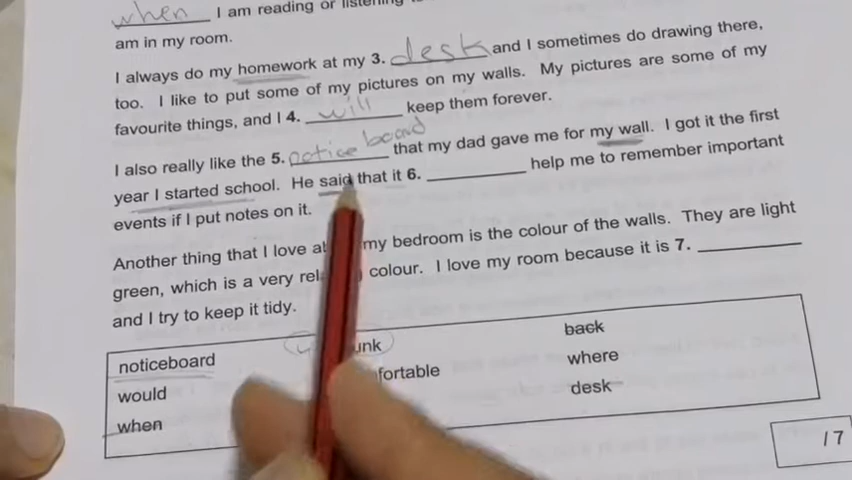 when I am reading or
am in my room.
I always do my homework at my 3. desk and I sometimes do drawing there,
too. I like to put some of my pictures on my walls. My pictures are some of my
favourite things, and I 4. will keep them forever.
I also really like the 5. notice board that my dad gave me for my wall. I got it the first
year I started school. He said that it 6. ________ help me to remember important
events if I put notes on it.
Another thing that I love my bedroom is the colour of the walls. They are light
green, which is a very colour. I love my room because it is 7. ________
and I try to keep it tidy.
noticeboard back
would where
when desk
/ 7